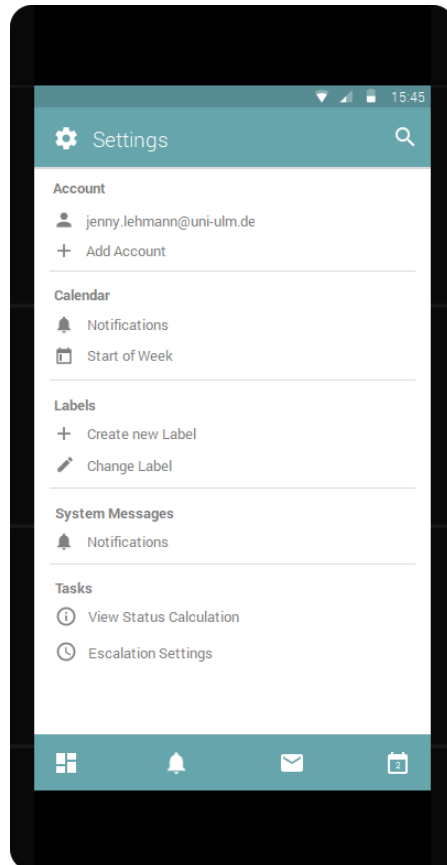 15:45
Settings
Account
jenny.lehmann@uni-ulm.de
Add Account
Calendar
Notifications
Start of Week
Labels
Create new Label
Change Label
System Messages
Notifications
Tasks
View Status Calculation
Escalation Settings
2